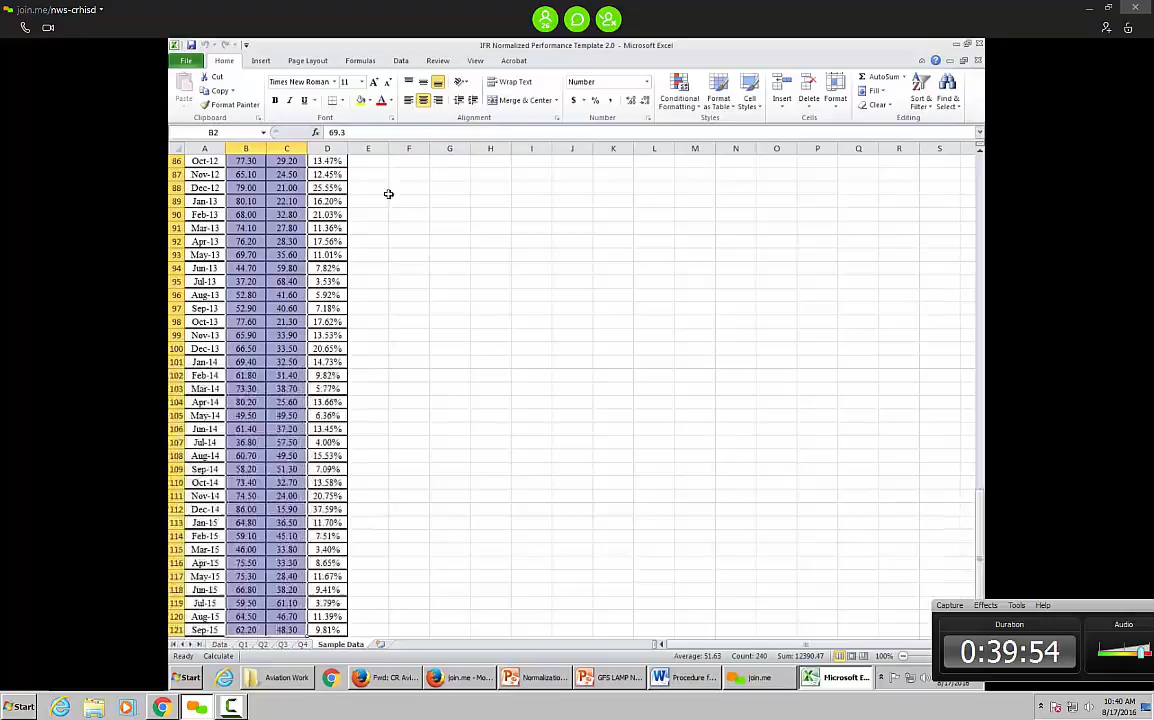 join.me/nws-crhisd
26
IFR Normalized Performance Template 2.0 - Microsoft Excel
File Home Insert Page Layout Formulas Data Review View Acrobat
Paste Cut Copy Format Painter Clipboard
Times New Roman 11 B I U Font
Wrap Text Merge & Center Alignment
Number $ % , Number
Conditional Formatting Format as Table Cell Styles Styles
Insert Delete Format Cells
AutoSum Fill Clear Sort & Filter Find & Select Editing
B2 fx 69.3
A B C D E F G H I J K L M N O P Q R S
86 Oct-12 77.30 29.20 13.47%
87 Nov-12 65.10 24.50 12.45%
88 Dec-12 79.00 21.00 25.55%
89 Jan-13 80.10 22.10 16.20%
90 Feb-13 68.00 32.80 21.03%
91 Mar-13 74.10 27.80 11.36%
92 Apr-13 76.20 28.30 17.56%
93 May-13 69.70 35.60 11.01%
94 Jun-13 44.70 59.80 7.82%
95 Jul-13 37.20 68.40 3.53%
96 Aug-13 52.80 41.60 5.92%
97 Sep-13 52.90 40.60 7.18%
98 Oct-13 77.60 21.30 17.62%
99 Nov-13 65.90 33.90 13.53%
100 Dec-13 66.50 33.50 20.65%
101 Jan-14 69.40 32.50 14.73%
102 Feb-14 61.80 31.40 9.82%
103 Mar-14 73.30 38.70 5.77%
104 Apr-14 80.20 25.60 13.66%
105 May-14 49.50 49.50 6.36%
106 Jun-14 61.40 37.20 13.45%
107 Jul-14 36.80 57.50 4.00%
108 Aug-14 60.70 49.50 15.53%
109 Sep-14 58.20 51.30 7.09%
110 Oct-14 73.40 32.70 13.58%
111 Nov-14 74.50 24.00 20.75%
112 Dec-14 86.00 15.90 37.59%
113 Jan-15 64.80 36.50 11.70%
114 Feb-15 59.10 45.10 7.51%
115 Mar-15 46.00 33.80 3.40%
116 Apr-15 75.50 33.30 8.65%
117 May-15 75.30 28.40 11.67%
118 Jun-15 66.80 38.20 9.41%
119 Jul-15 59.50 61.10 3.79%
120 Aug-15 64.50 46.70 11.39%
121 Sep-15 62.20 48.30 9.81%
Data Q1 Q2 Q3 Q4 Sample Data
Ready Calculate Average: 51.63 Count: 240 Sum: 12390.47 100%
Capture Effects Tools Help
Duration Audio
0:39:54
Start Aviation Work Fwd: CR Avi... join.me - Mo... Normalizatio... GFS LAMP N... Procedure f... join.me Microsoft E...
8/17/2016
Start
10:40 AM
8/17/2016